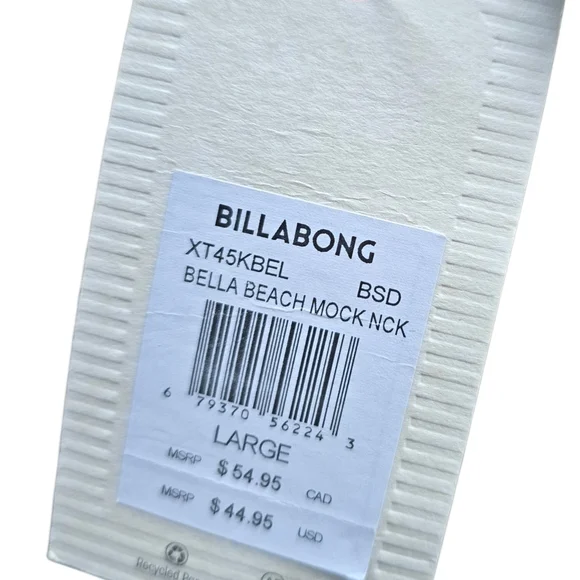 BILLABONG
XT45KBEL BSD
BELLA BEACH MOCK NCK
6 79370 56224 3
LARGE
MSRP $ 54.95 CAD
MSRP $ 44.95 USD
Recycled